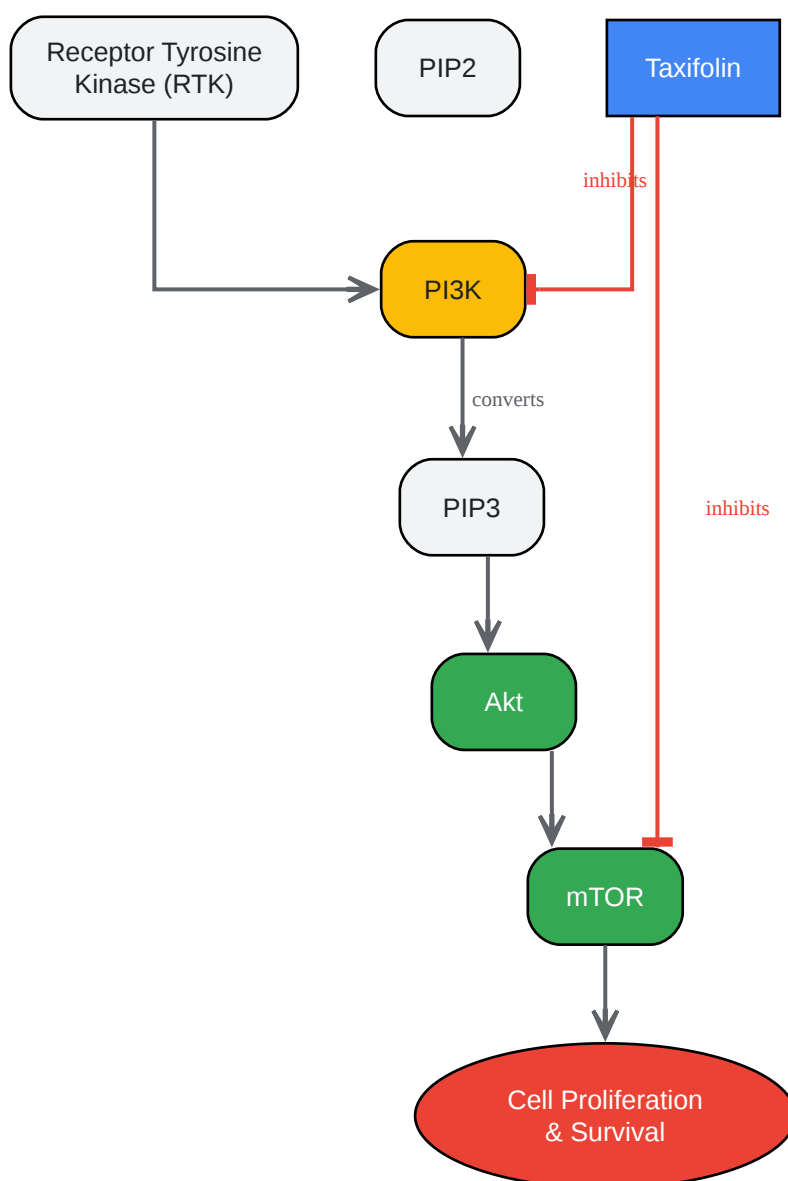 Receptor Tyrosine
Kinase (RTK)
PIP2
Taxifolin
inhibits
PI3K
converts
PIP3
inhibits
Akt
mTOR
Cell Proliferation
& Survival